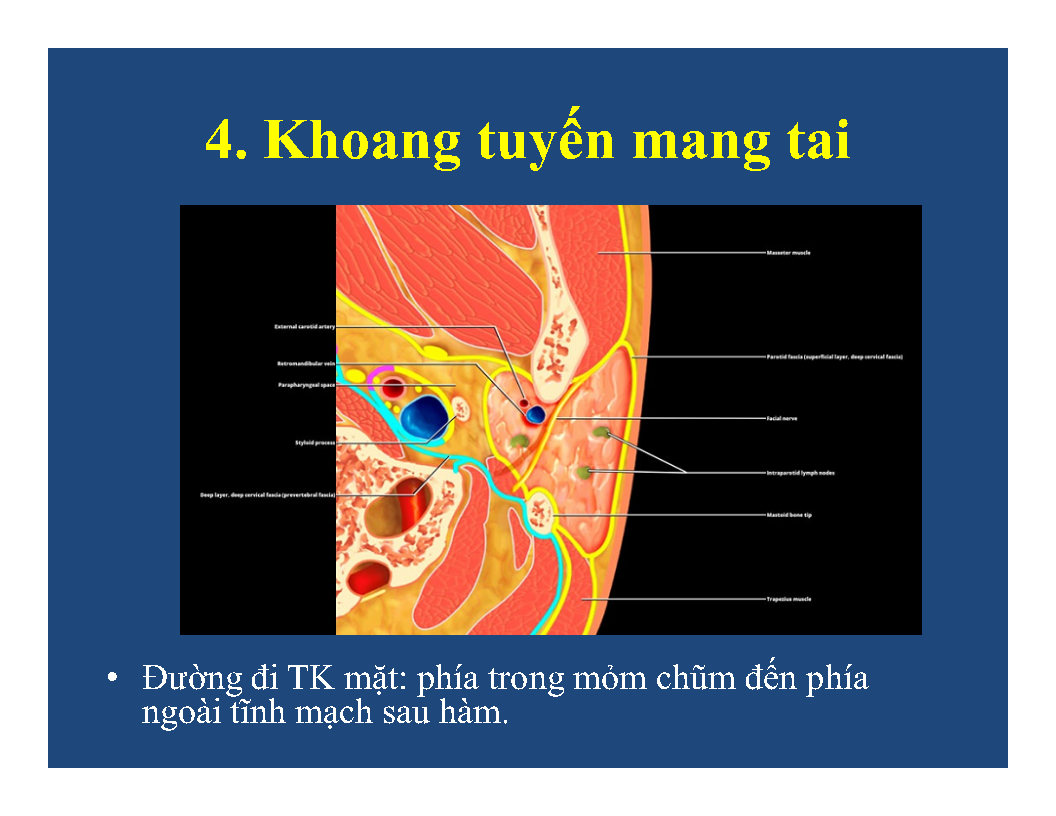 4. Khoang tuyến mang tai
Masseter muscle
External carotid artery
Parotid fascia (superficial layer, deep cervical fascia)
Retromandibular vein
Parapharyngeal space
Facial nerve
Styloid process
Intraparotid lymph nodes
Deep layer, deep cervical fascia (prevertebral fascia)
Mastoid bone tip
Trapezius muscle
• Đường đi TK mặt: phía trong mỏm chũm đến phía
ngoài tĩnh mạch sau hàm.